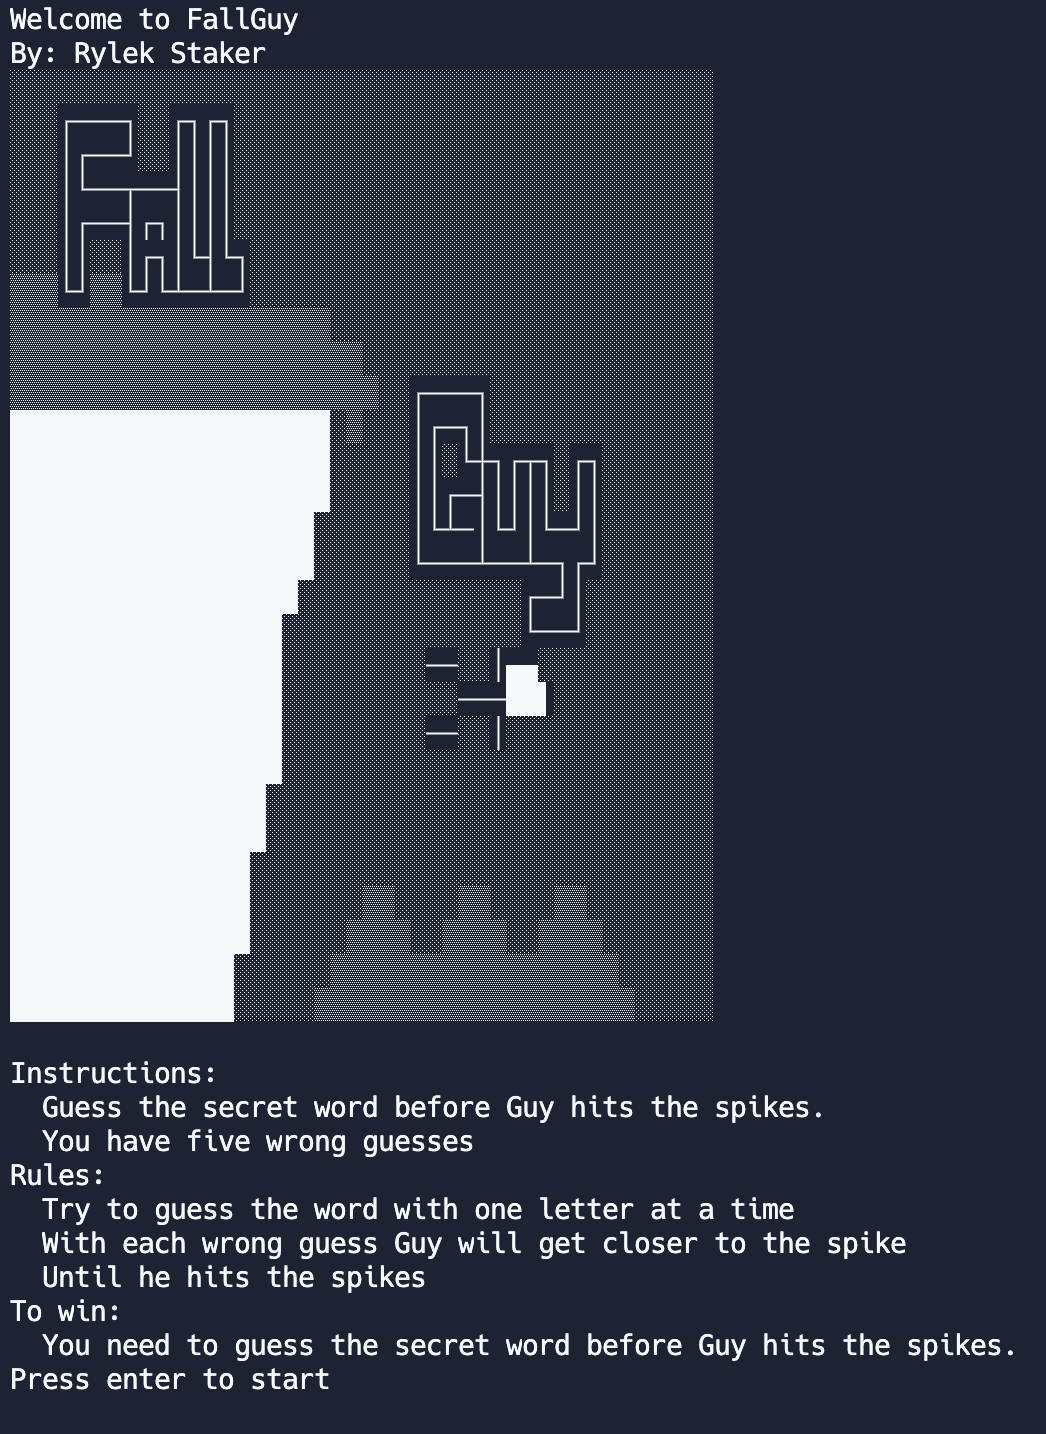 Welcome to FallGuy
By: Rylek Staker
Fall
Guy
Instructions:
Guess the secret word before Guy hits the spikes.
You have five wrong guesses
Rules:
Try to guess the word with one letter at a time
With each wrong guess Guy will get closer to the spike
Until he hits the spikes
To win:
You need to guess the secret word before Guy hits the spikes.
Press enter to start